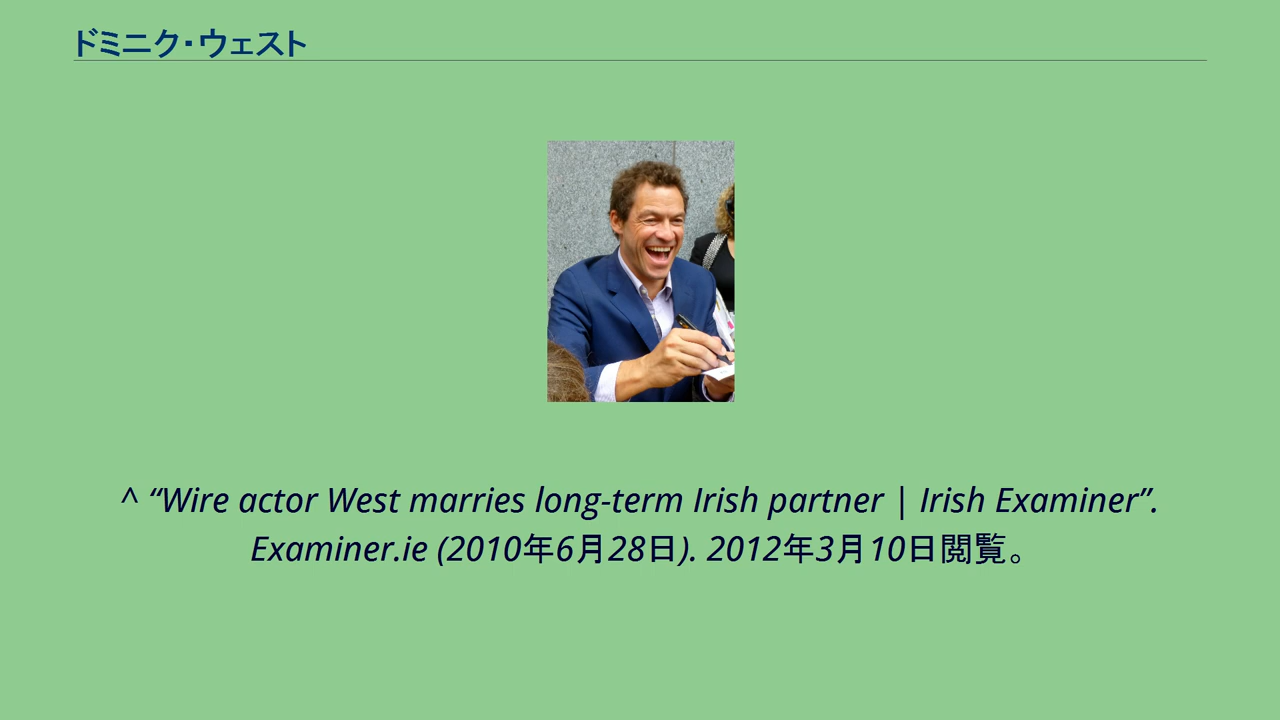 ドミニク・ウェスト
^ “Wire actor West marries long-term Irish partner | Irish Examiner”.
Examiner.ie (2010年6月28日). 2012年3月10日閲覧。